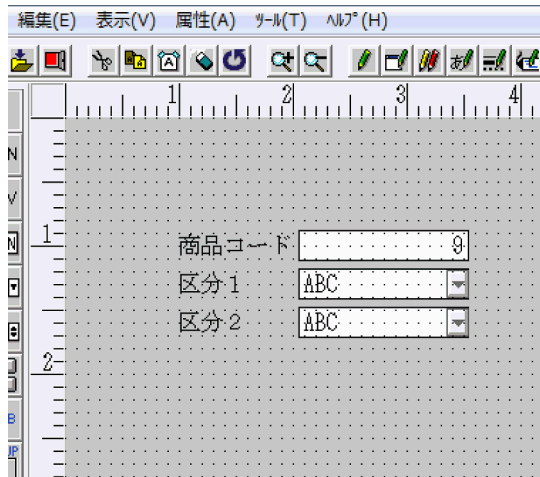 編集(E) 表示(V) 属性(A) ﾂｰﾙ(T) ﾍﾙﾌﾟ(H)
1 2 3 4
N
V
N
1
商品コード 9
区分1 ABC
区分2 ABC
2
B
UP